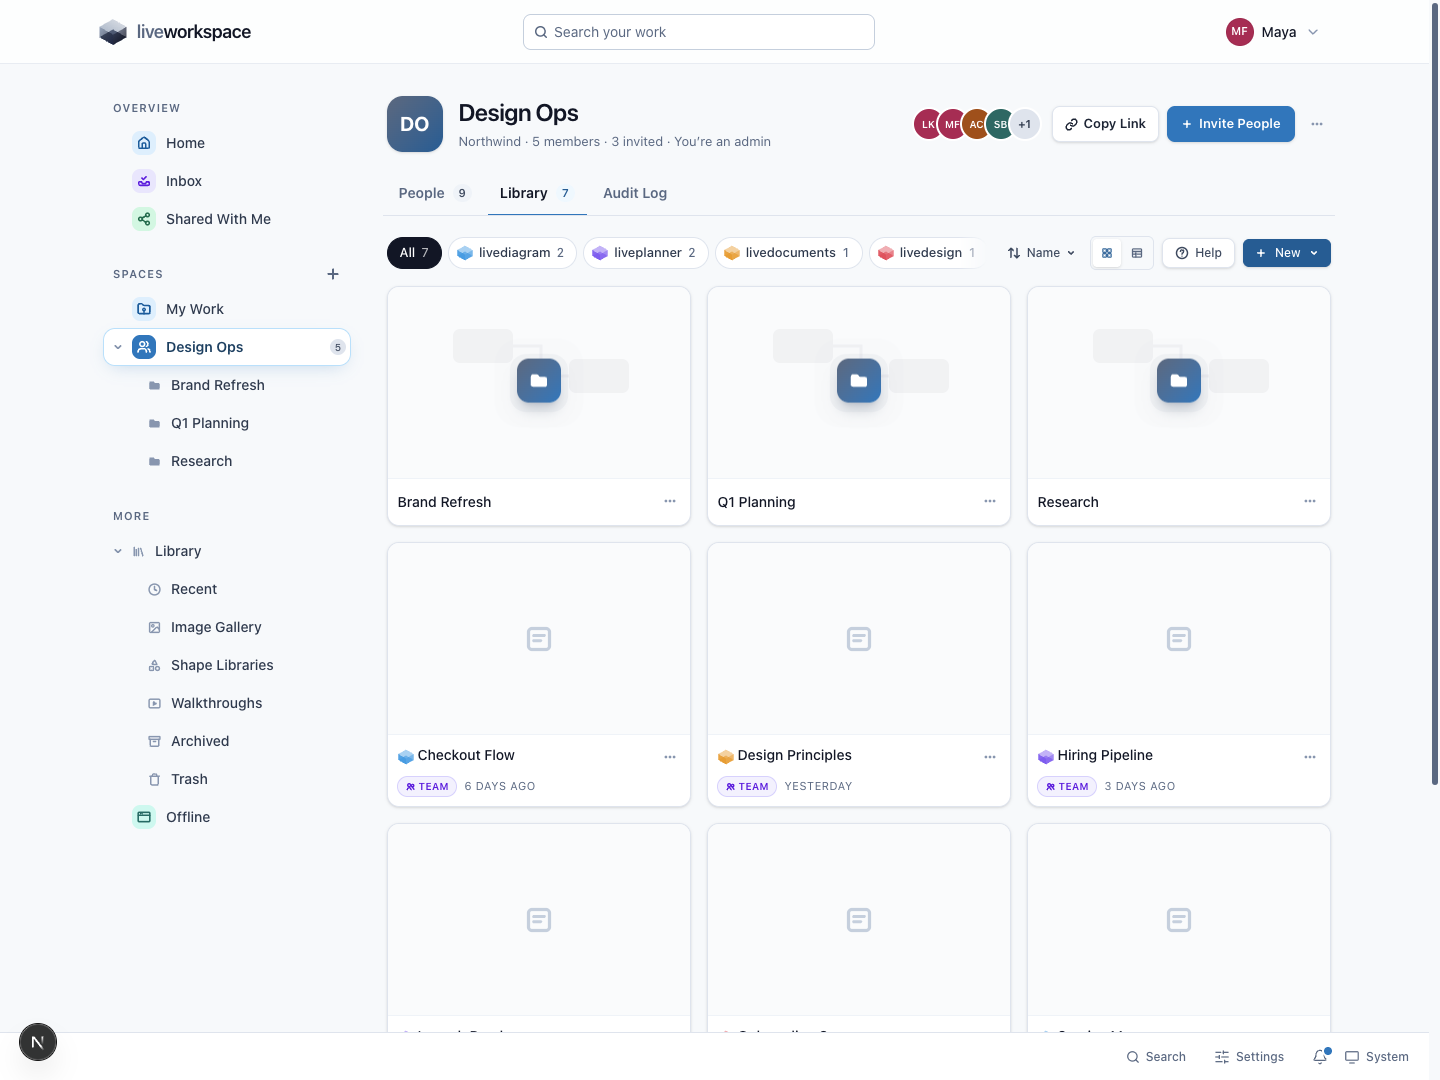 liveworkspace
Search your work
MF
Maya
OVERVIEW
Home
Inbox
Shared With Me
SPACES
My Work
Design Ops 5
Brand Refresh
Q1 Planning
Research
MORE
Library
Recent
Image Gallery
Shape Libraries
Walkthroughs
Archived
Trash
Offline
DO
Design Ops
Northwind · 5 members · 3 invited · You're an admin
LK MF AC SB +1
Copy Link
Invite People
People 9
Library 7
Audit Log
All 7
livediagram 2
liveplanner 2
livedocuments 1
livedesign 1
Name
Help
New
Brand Refresh
Q1 Planning
Research
Checkout Flow
TEAM 6 DAYS AGO
Design Principles
TEAM YESTERDAY
Hiring Pipeline
TEAM 3 DAYS AGO
N
Search
Settings
System